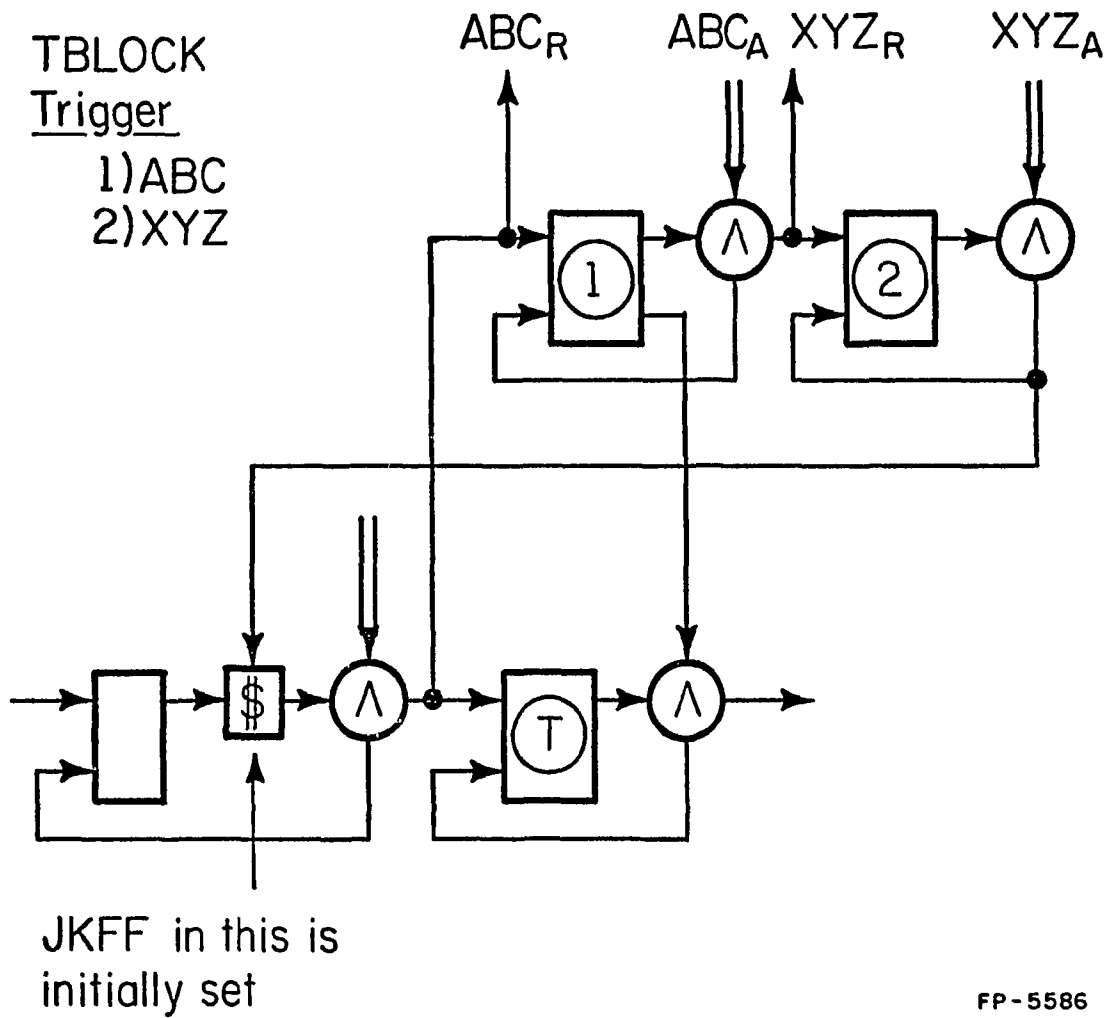 TBLOCK
Trigger
1) ABC
2) XYZ
ABC_R
ABC_A
XYZ_R
XYZ_A
1
Λ
2
Λ
$
Λ
T
Λ
JKFF in this is
initially set
FP-5586